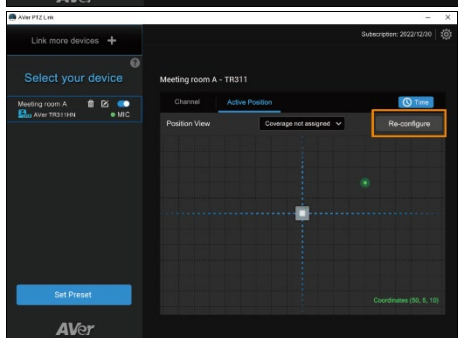 AVer PTZ Link
Subscription: 2022/12/30
Link more devices +
Select your device
Meeting room A
AVer TR311HN
MIC
Set Preset
AVer
Meeting room A - TR311
Channel
Active Position
Time
Position View
Coverage not assigned
Re-configure
Coordinates (50, 5, 10)